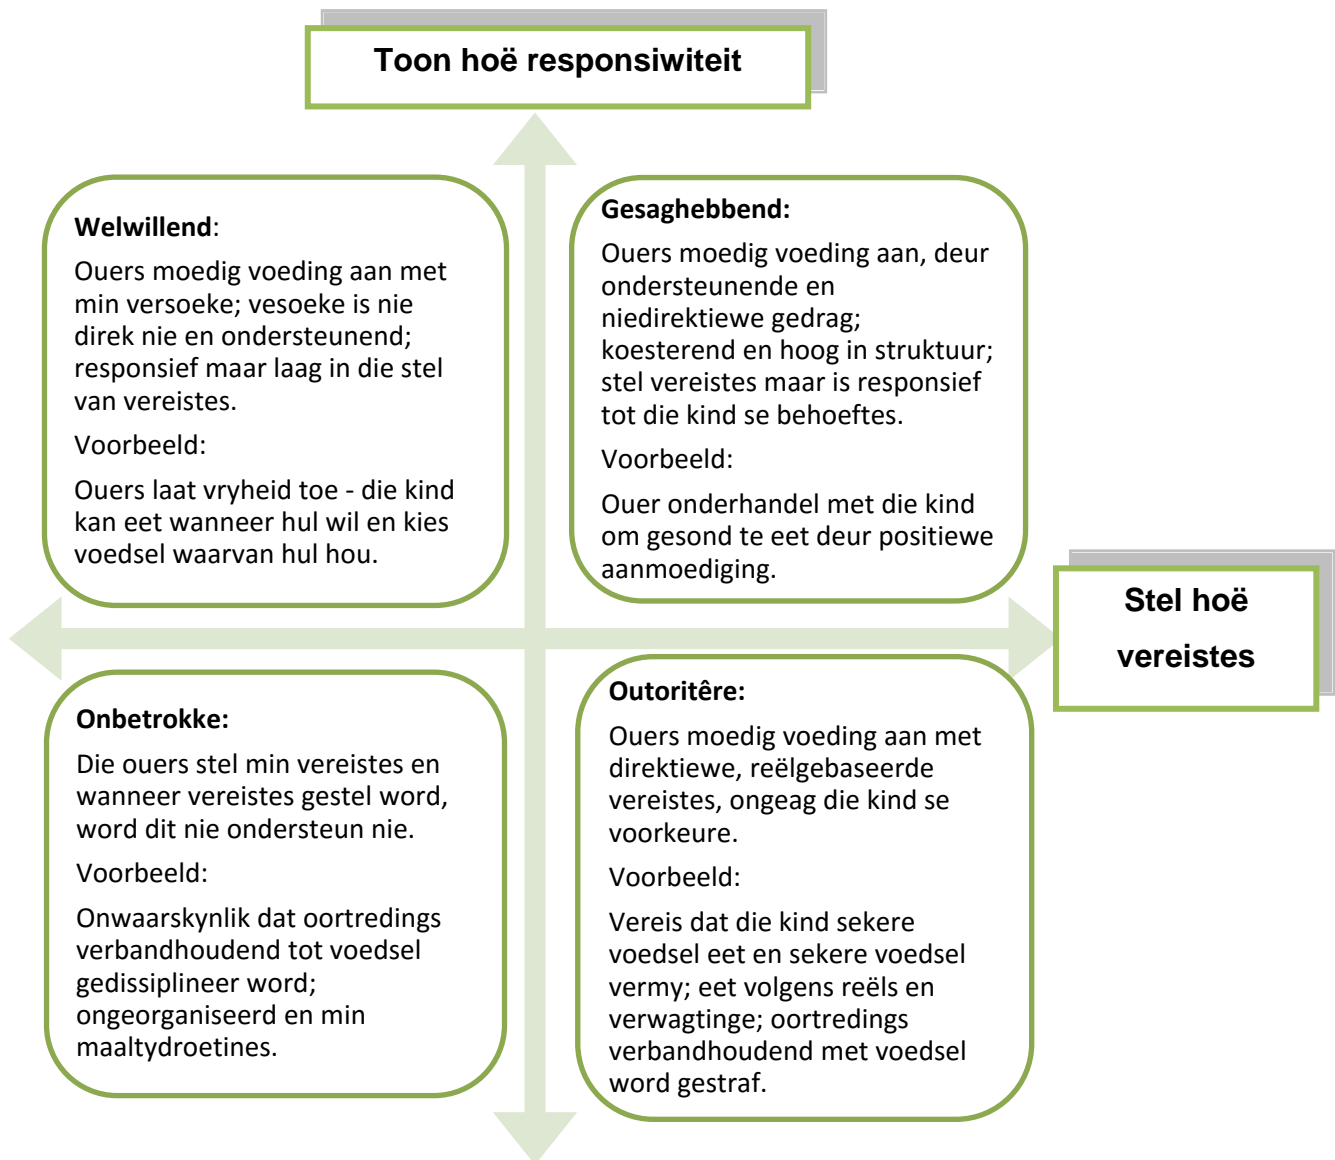 Toon hoë responsiwiteit
Welwillend:
Ouers moedig voeding aan met
min versoeke; vesoeke is nie
direk nie en ondersteunend;
responsief maar laag in die stel
van vereistes.
Voorbeeld:
Ouers laat vryheid toe - die kind
kan eet wanneer hul wil en kies
voedsel waarvan hul hou.
Gesaghebbend:
Ouers moedig voeding aan, deur
ondersteunende en
niedirektiewe gedrag;
koesterend en hoog in struktuur;
stel vereistes maar is responsief
tot die kind se behoeftes.
Voorbeeld:
Ouer onderhandel met die kind
om gesond te eet deur positiewe
aanmoediging.
Stel hoë
vereistes
Onbetrokke:
Die ouers stel min vereistes en
wanneer vereistes gestel word,
word dit nie ondersteun nie.
Voorbeeld:
Onwaarskynlik dat oortredings
verbandhoudend tot voedsel
gedissiplineer word;
ongeorganiseerd en min
maaltydroetines.
Outoritêre:
Ouers moedig voeding aan met
direktiewe, reëlgebaseerde
vereistes, ongeag die kind se
voorkeure.
Voorbeeld:
Vereis dat die kind sekere
voedsel eet en sekere voedsel
vermy; eet volgens reëls en
verwagtinge; oortredings
verbandhoudend met voedsel
word gestraf.